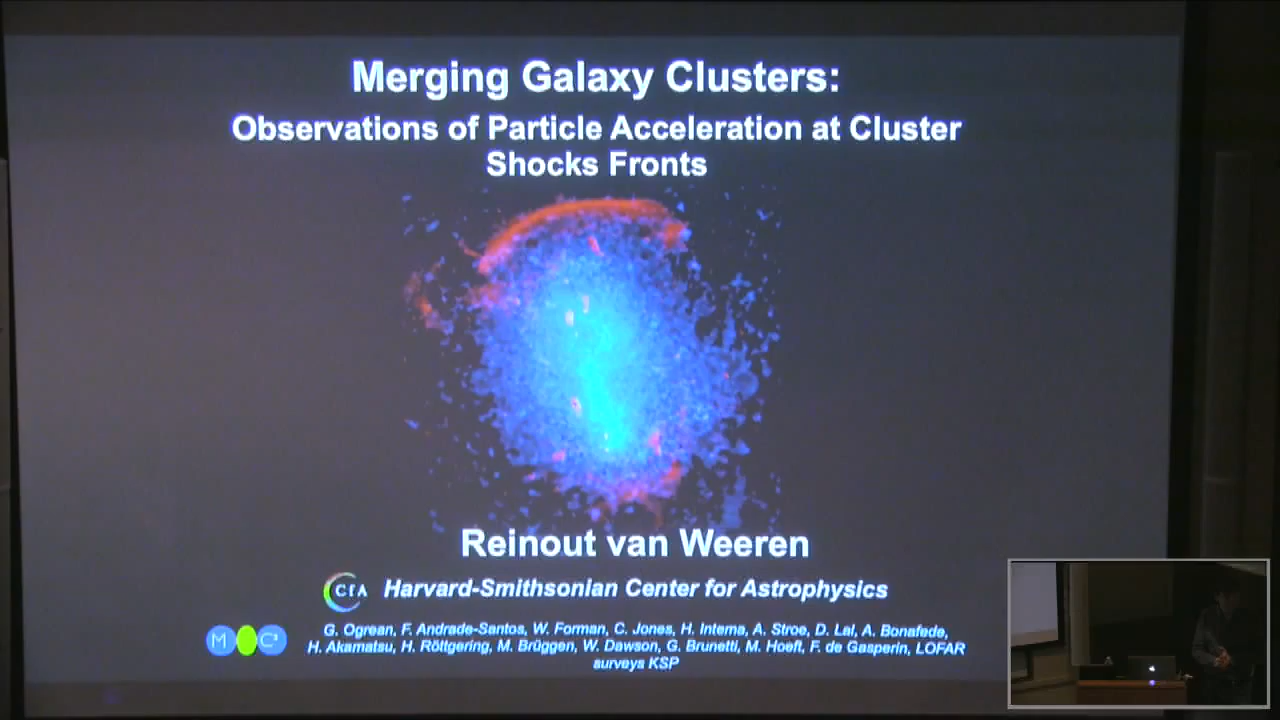 Merging Galaxy Clusters:
Observations of Particle Acceleration at Cluster
Shocks Fronts
Reinout van Weeren
CfA Harvard-Smithsonian Center for Astrophysics
G. Ogrean, F. Andrade-Santos, W. Forman, C. Jones, H. Intema, A. Stroe, D. Lal, A. Bonafede,
MC² H. Akamatsu, H. Röttgering, M. Brüggen, W. Dawson, G. Brunetti, M. Hoeft, F. de Gasperin, LOFAR
surveys KSP